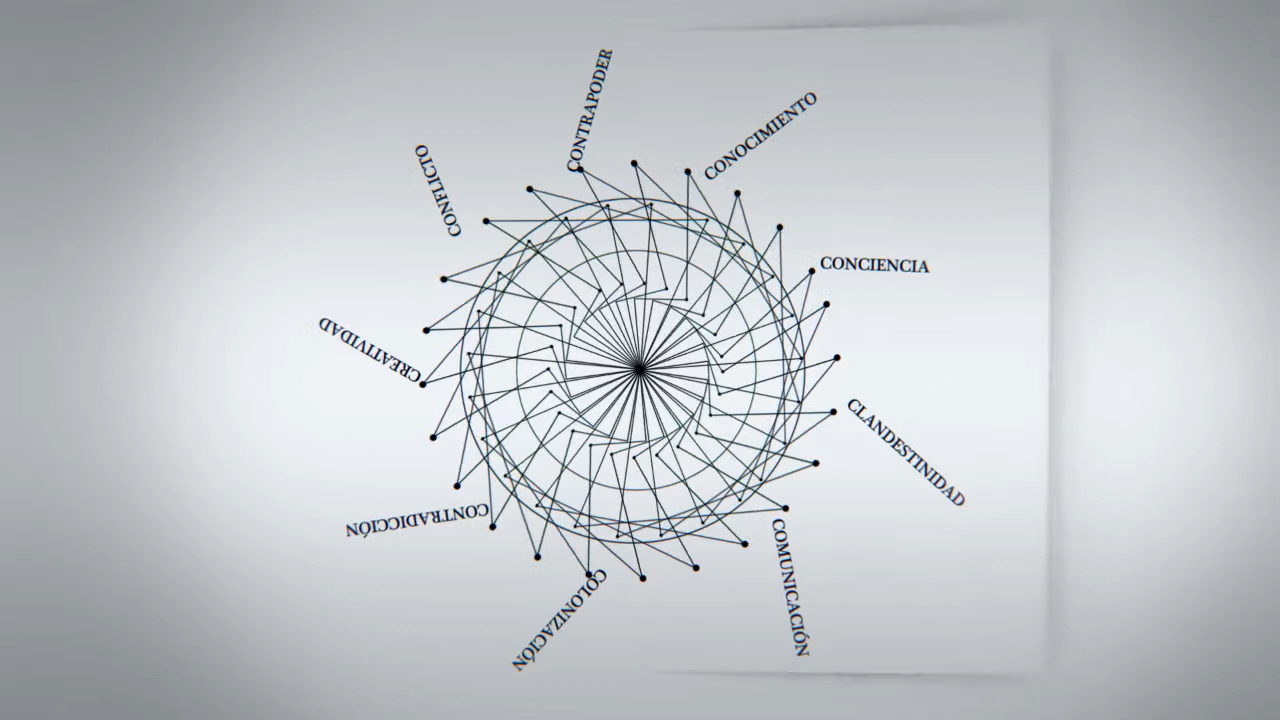 CONTRAPODER
CONOCIMIENTO
CONCIENCIA
CLANDESTINIDAD
COMUNICACIÓN
COLONIZACIÓN
CONTRADICCIÓN
CREATIVIDAD
CONFLICTO